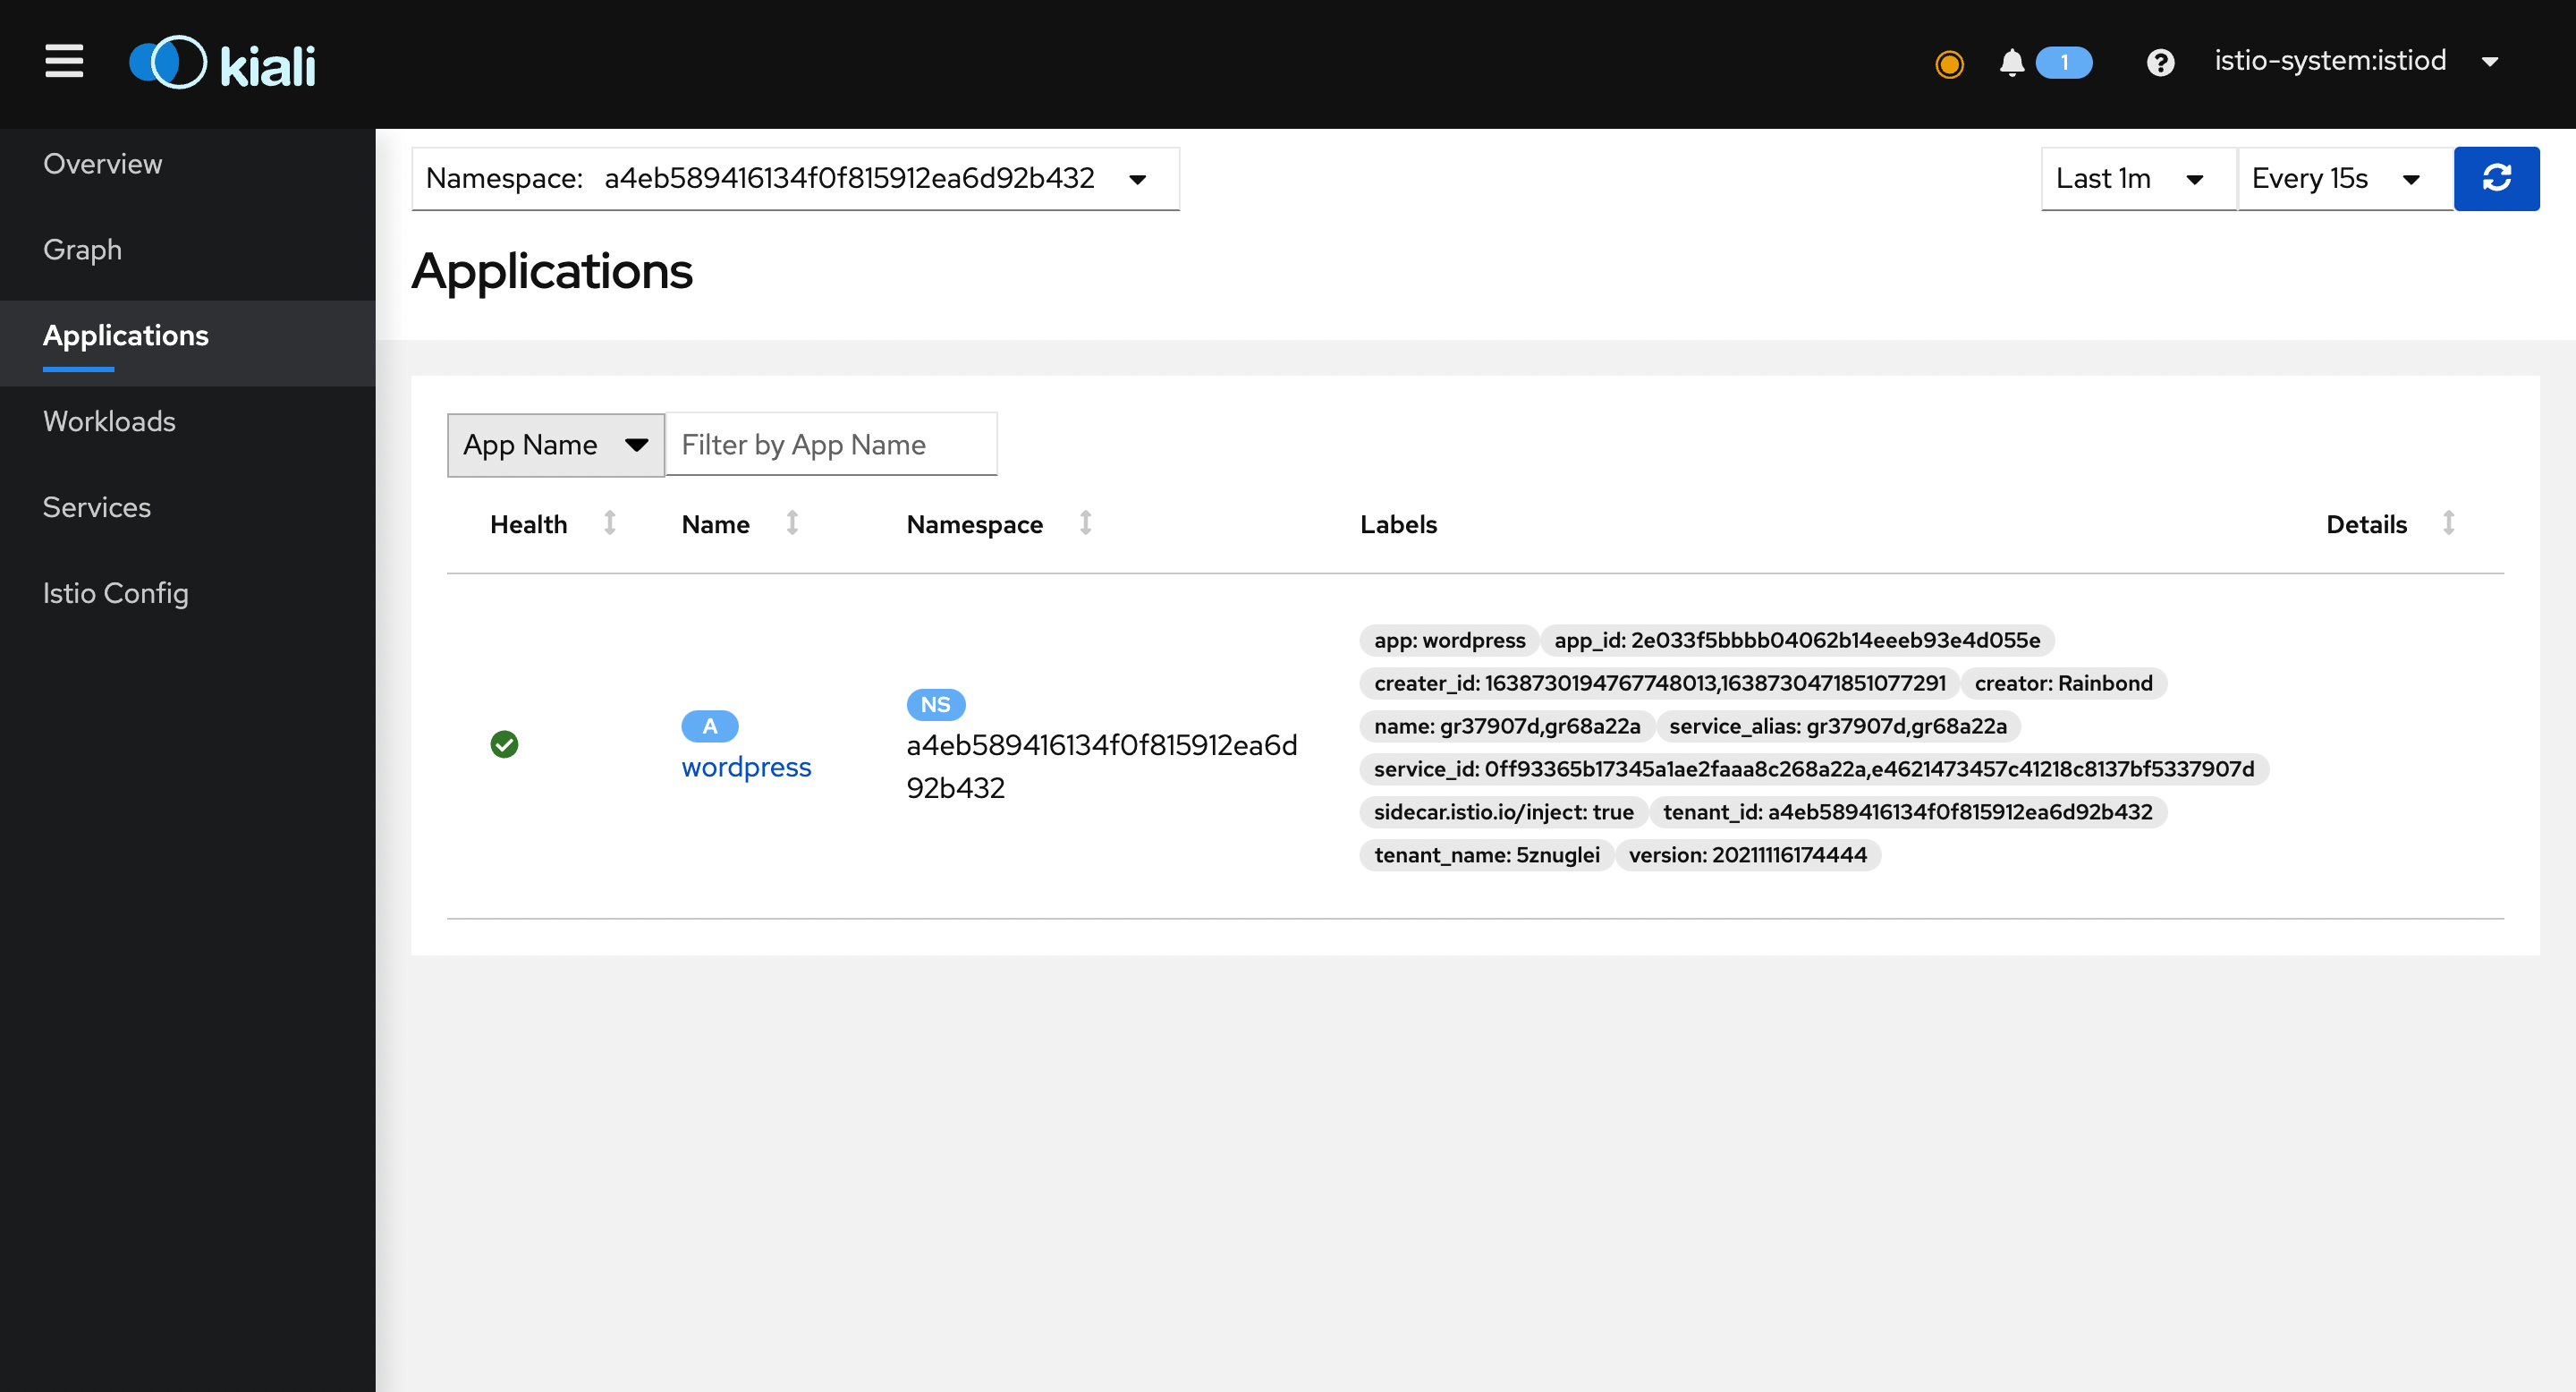 kiali
1
istio-system:istiod
Overview
Graph
Applications
Workloads
Services
Istio Config
Namespace: a4eb589416134f0f815912ea6d92b432
Last 1m
Every 15s
Applications
App Name
Filter by App Name
Health Name Namespace Labels Details
A
wordpress
NS
a4eb589416134f0f815912ea6d
92b432
app: wordpress app_id: 2e033f5bbbb04062b14eeeb93e4d055e
creater_id: 1638730194767748013,1638730471851077291 creator: Rainbond
name: gr37907d,gr68a22a service_alias: gr37907d,gr68a22a
service_id: 0ff93365b17345a1ae2faaa8c268a22a,e4621473457c41218c8137bf5337907d
sidecar.istio.io/inject: true tenant_id: a4eb589416134f0f815912ea6d92b432
tenant_name: 5znuglei version: 20211116174444